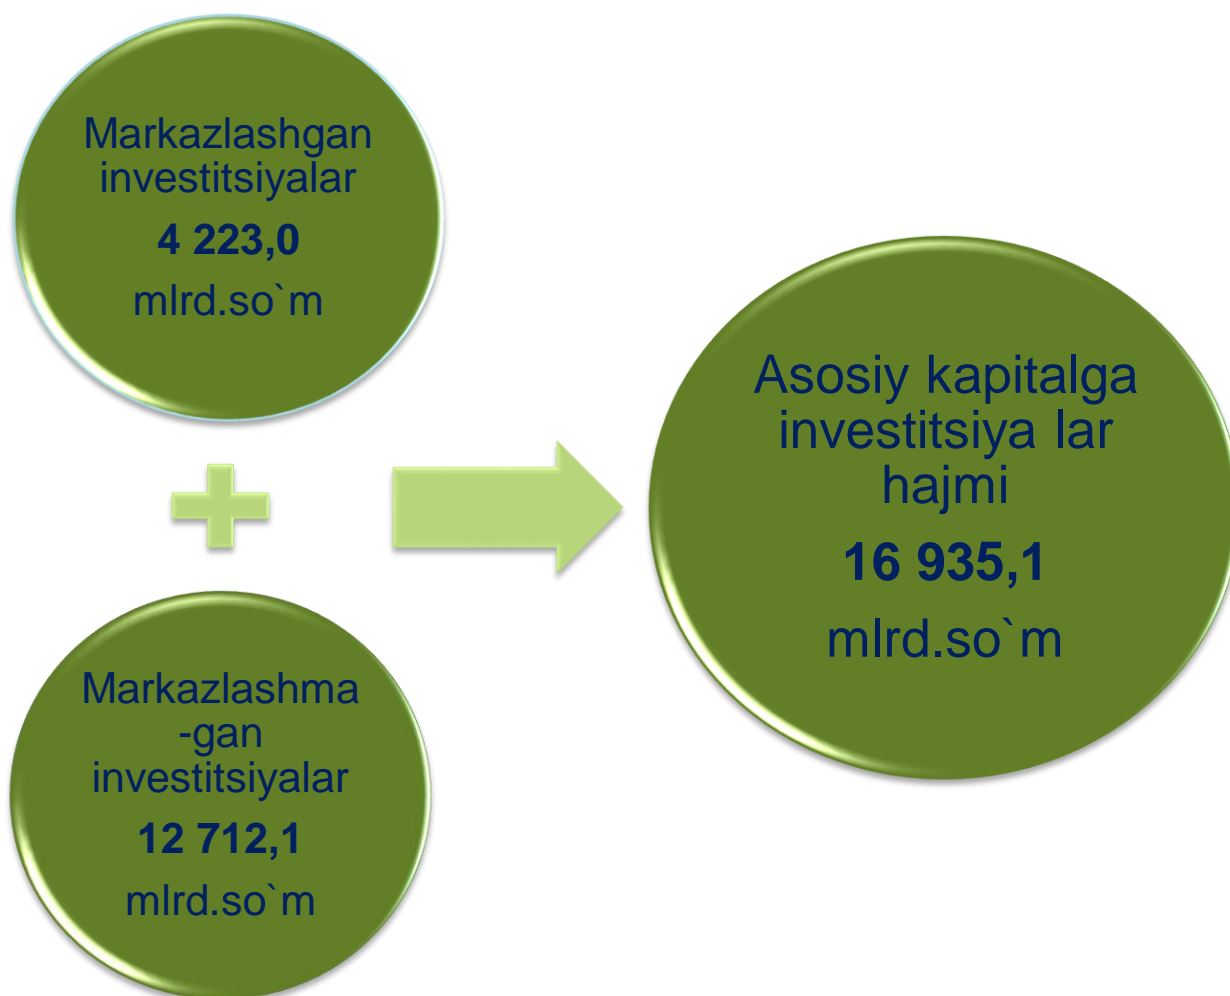 Markazlashgan
investitsiyalar
4 223,0
mlrd.so`m
Markazlashma
-gan
investitsiyalar
12 712,1
mlrd.so`m
Asosiy kapitalga
investitsiya lar
hajmi
16 935,1
mlrd.so`m